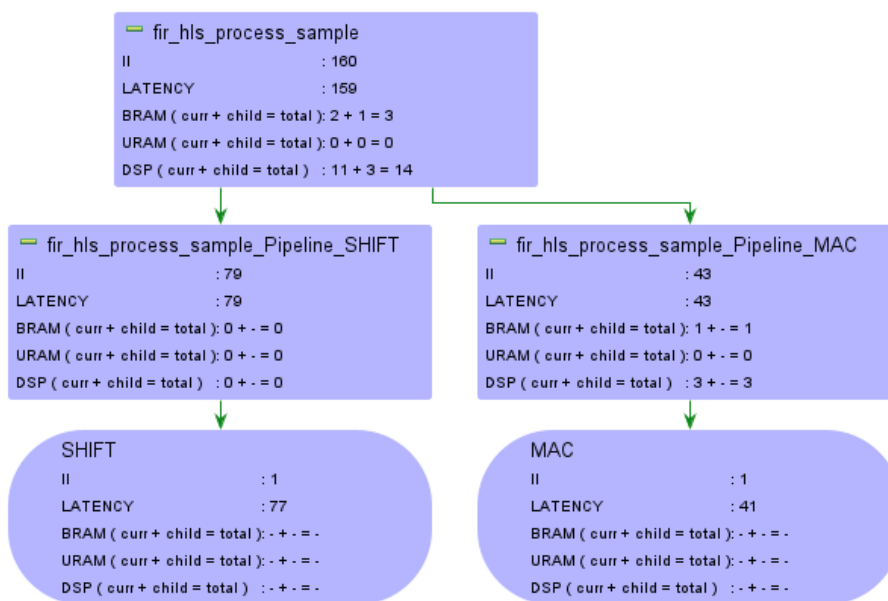 fir_hls_process_sample
II : 160
LATENCY : 159
BRAM ( curr + child = total ): 2 + 1 = 3
URAM ( curr + child = total ): 0 + 0 = 0
DSP ( curr + child = total ) : 11 + 3 = 14
fir_hls_process_sample_Pipeline_SHIFT
II : 79
LATENCY : 79
BRAM ( curr + child = total ): 0 + - = 0
URAM ( curr + child = total ): 0 + - = 0
DSP ( curr + child = total ) : 0 + - = 0
fir_hls_process_sample_Pipeline_MAC
II : 43
LATENCY : 43
BRAM ( curr + child = total ): 1 + - = 1
URAM ( curr + child = total ): 0 + - = 0
DSP ( curr + child = total ) : 3 + - = 3
SHIFT
II : 1
LATENCY : 77
BRAM ( curr + child = total ): - + - = -
URAM ( curr + child = total ): - + - = -
DSP ( curr + child = total ) : - + - = -
MAC
II : 1
LATENCY : 41
BRAM ( curr + child = total ): - + - = -
URAM ( curr + child = total ): - + - = -
DSP ( curr + child = total ) : - + - = -